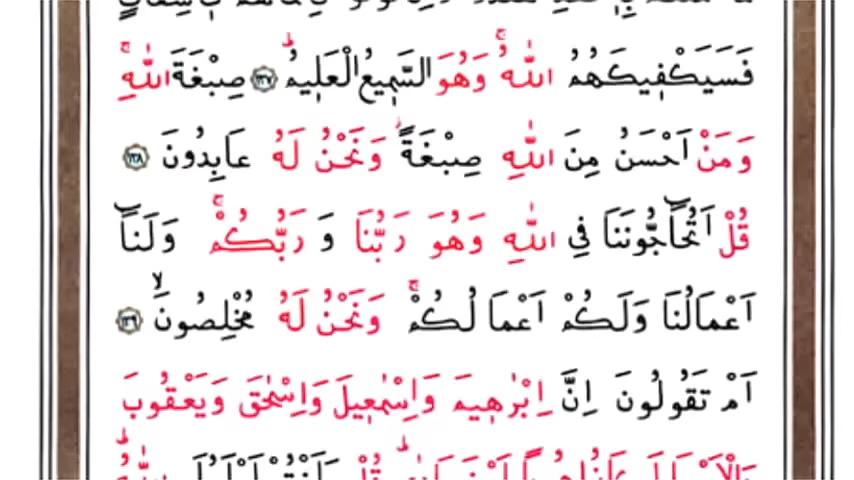 فَسَيَكْفٖيكَهُمُ اللّٰهُۚ وَهُوَ السَّمٖيعُ الْعَلٖيمُؕ ﴿١٣٧﴾ صِبْغَةَ اللّٰهِۚ
وَمَنْ اَحْسَنُ مِنَ اللّٰهِ صِبْغَةًؗ وَنَحْنُ لَهُ عَابِدُونَ ﴿١٣٨﴾
قُلْ اَتُحَٓاجُّونَنَا فِي اللّٰهِ وَهُوَ رَبُّنَا وَرَبُّكُمْۚ وَلَنَٓا
اَعْمَالُنَا وَلَكُمْ اَعْمَالُكُمْۚ وَنَحْنُ لَهُ مُخْلِصُونَۙ ﴿١٣٩﴾
اَمْ تَقُولُونَ اِنَّ اِبْرٰهٖيمَ وَاِسْمٰعٖيلَ وَاِسْحٰقَ وَيَعْقُوبَ